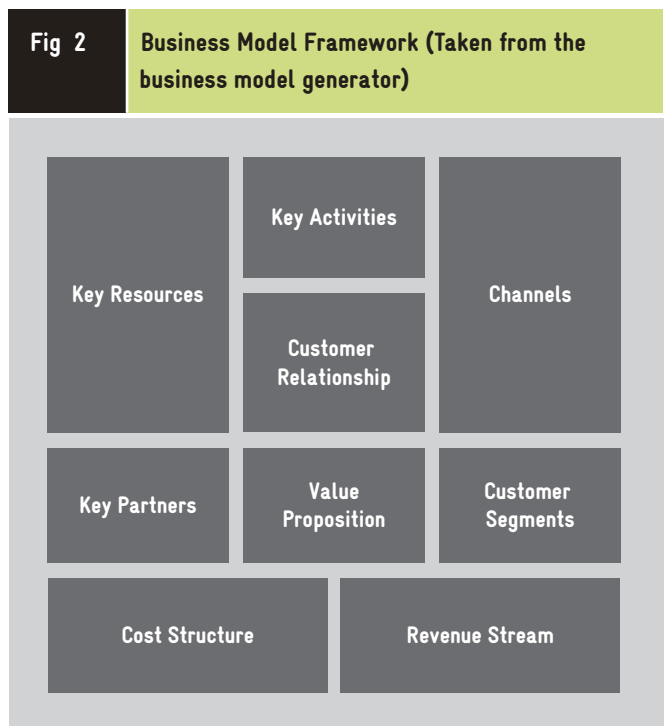 Fig 2
Business Model Framework (Taken from the
business model generator)
Key Resources
Key Activities
Customer
Relationship
Channels
Key Partners
Value
Proposition
Customer
Segments
Cost Structure
Revenue Stream